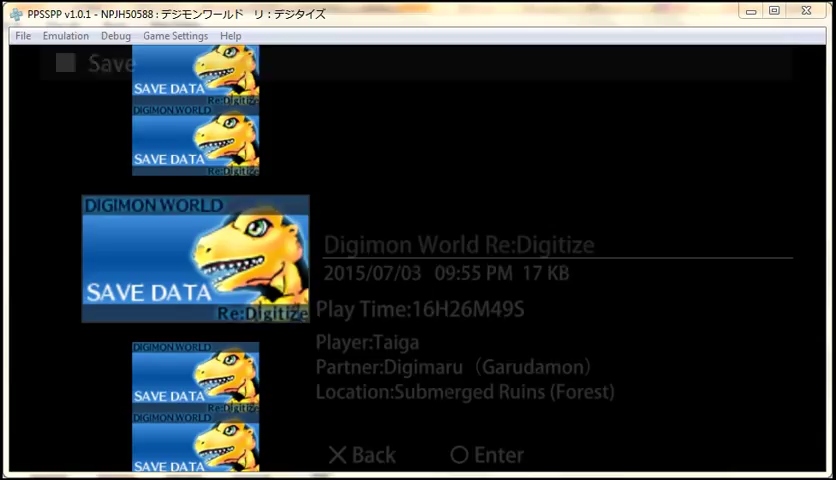 PPSSPP v1.0.1 - NPJH50588 : デジモンワールド　リ：デジタイズ
File Emulation Debug Game Settings Help
Save
SAVE DATA
Re:Digitize
DIGIMON WORLD
SAVE DATA
Re:Digitize
DIGIMON WORLD
SAVE DATA
Re:Digitize
Digimon World Re:Digitize
2015/07/03 09:55 PM 17 KB
Play Time:16H26M49S
Player:Taiga
Partner:Digimaru（Garudamon）
Location:Submerged Ruins (Forest)
DIGIMON WORLD
SAVE DATA
Re:Digitize
DIGIMON WORLD
SAVE DATA
Back
Enter